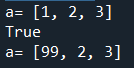 a= [1, 2, 3]
True
a= [99, 2, 3]